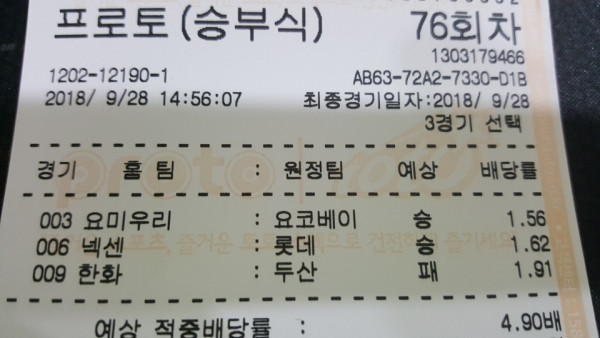 프로토(승부식) 76회차
1303179466
1202-12190-1 AB63-72A2-7330-D1B
2018/ 9/28 14:56:07 최종경기일자:2018/ 9/28
3경기 선택
경기 홈팀 : 원정팀 예상 배당률
003 요미우리 : 요코베이 승 1.56
006 넥센 : 롯데 승 1.62
009 한화 : 두산 패 1.91
예상 적중배당률 : 4.90배